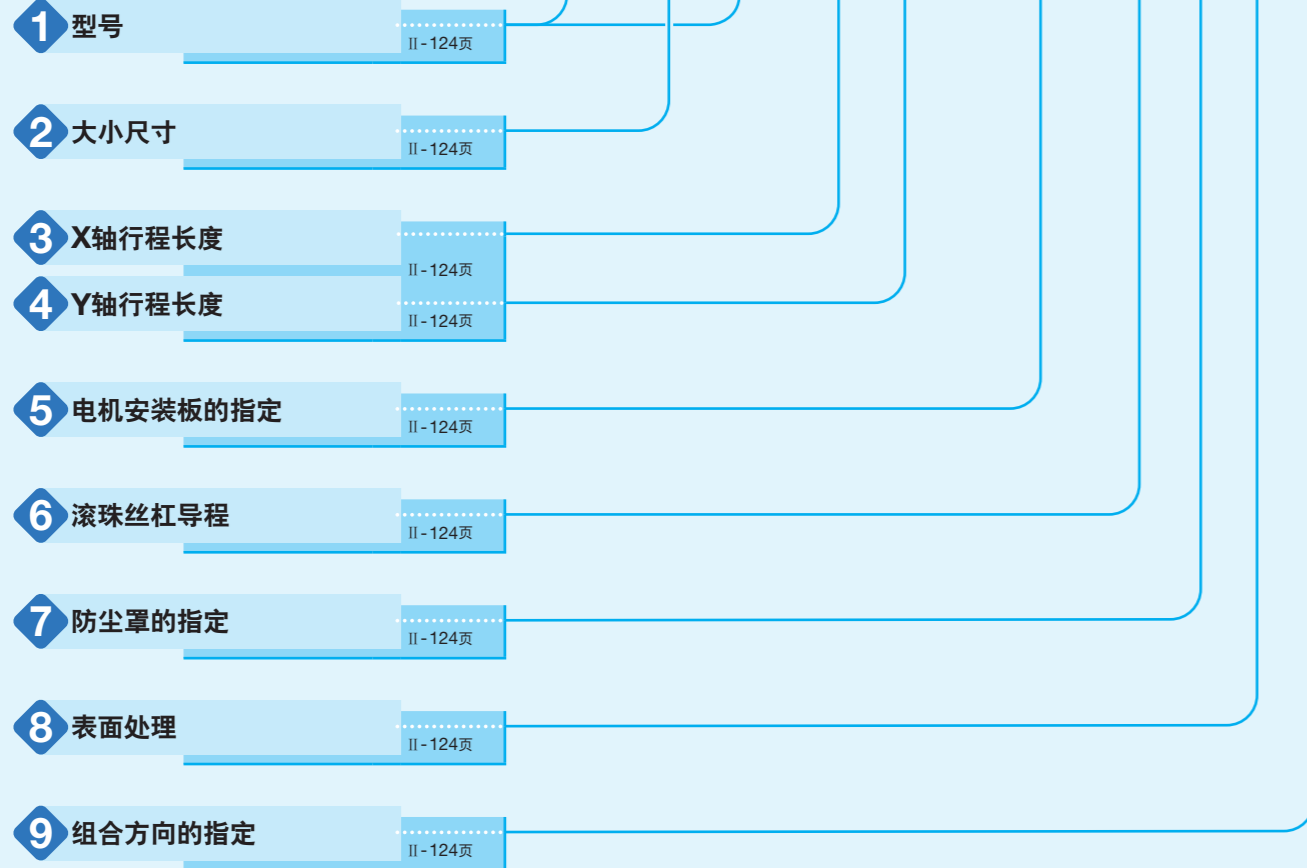 1 型号
Ⅱ-124页
2 大小尺寸
Ⅱ-124页
3 X轴行程长度
Ⅱ-124页
4 Y轴行程长度
Ⅱ-124页
5 电机安装板的指定
Ⅱ-124页
6 滚珠丝杠导程
Ⅱ-124页
7 防尘罩的指定
Ⅱ-124页
8 表面处理
Ⅱ-124页
9 组合方向的指定
Ⅱ-124页